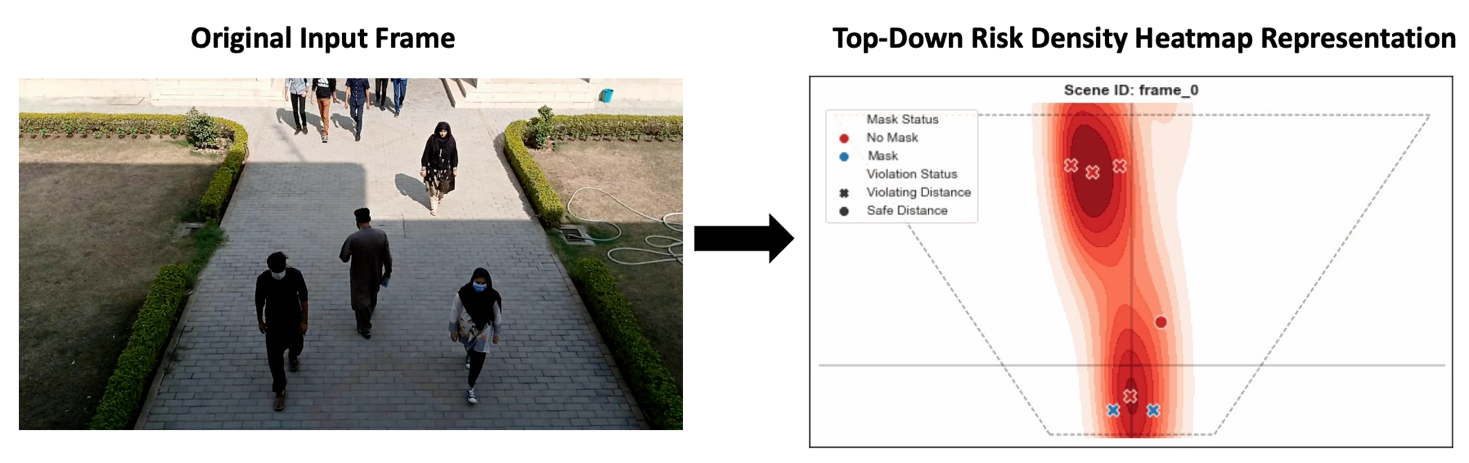 Original Input Frame
Top-Down Risk Density Heatmap Representation
Scene ID: frame_0
Mask Status
No Mask
Mask
Violation Status
Violating Distance
Safe Distance